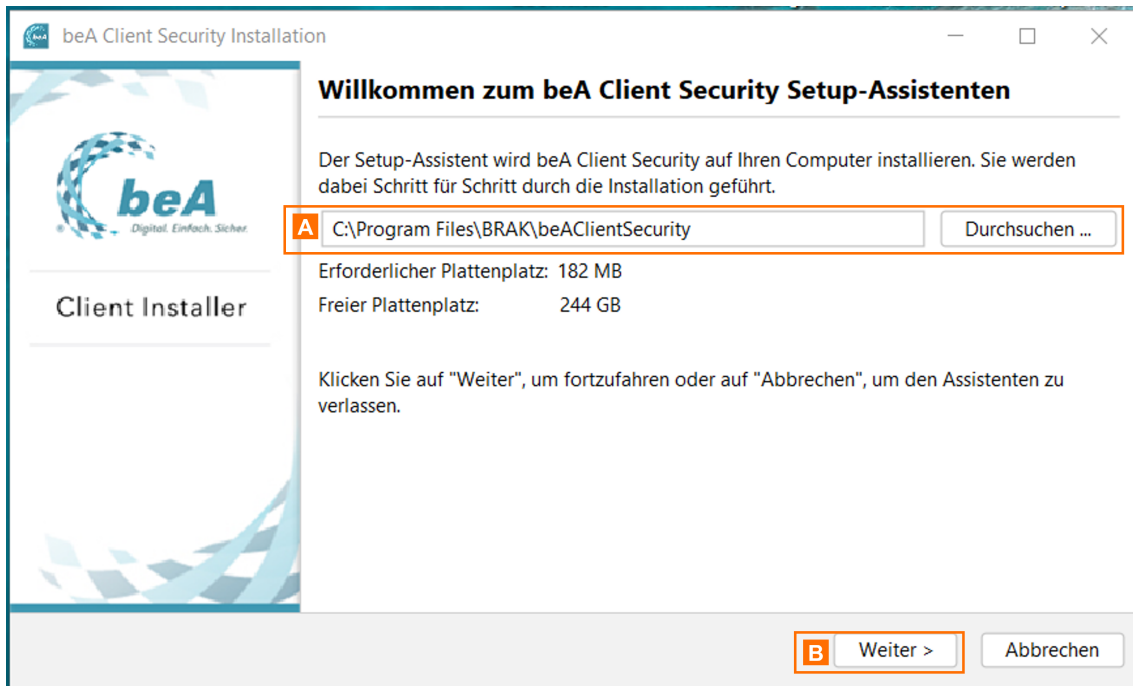 beA Client Security Installation
beA
Digital. Einfach. Sicher.
Client Installer
Willkommen zum beA Client Security Setup-Assistenten
Der Setup-Assistent wird beA Client Security auf Ihren Computer installieren. Sie werden
dabei Schritt für Schritt durch die Installation geführt.
A C:\Program Files\BRAK\beAClientSecurity Durchsuchen ...
Erforderlicher Plattenplatz: 182 MB
Freier Plattenplatz: 244 GB
Klicken Sie auf "Weiter", um fortzufahren oder auf "Abbrechen", um den Assistenten zu
verlassen.
B Weiter > Abbrechen